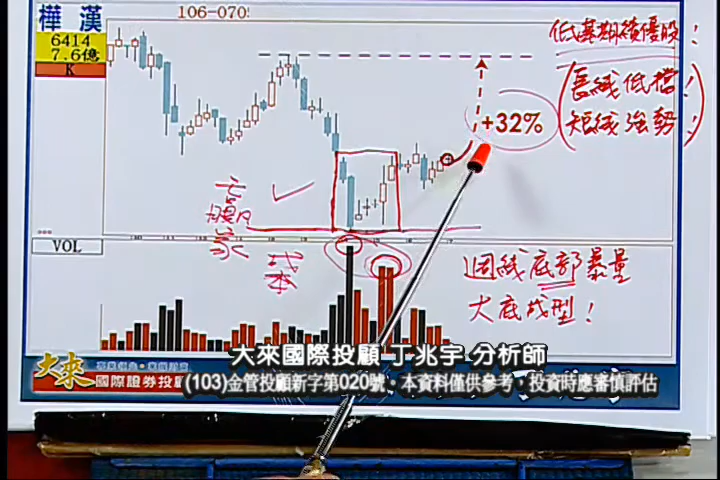 樺漢
106-070
6414
7.6億
K
低基期績優股！
長線低檔！
短線強勢！
+32%
贏家
成本
VOL
週線底部暴量
大底成型！
大來
國際證券投顧
大來國際投顧 丁兆宇 分析師
(103)金管投顧新字第020號，本資料僅供參考，投資時應審慎評估